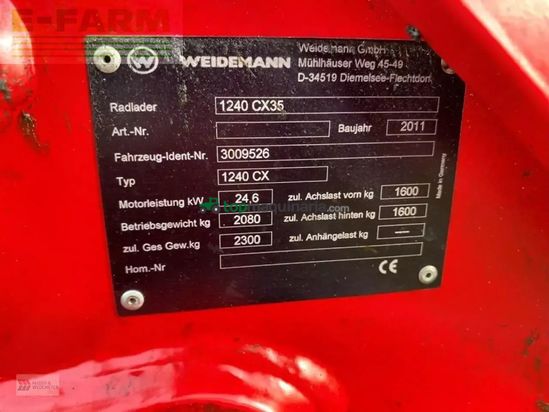 E-FARM
WEIDEMANN
Weidemann GmbH
Mühlhäuser Weg 45-49
D-34519 Diemelsee-Flechtdorf
Radlader 1240 CX35
Art.-Nr. Baujahr 2011
Fahrzeug-Ident-Nr. 3009526
Typ 1240 CX
Motorleistung kW 24,6 zul. Achslast vorn kg 1600
Betriebsgewicht kg 2080 zul. Achslast hinten kg 1600
zul. Ges Gew.kg 2300 zul. Anhängelast kg —
Hom.-Nr CE
Made in Germany
topmaquinaria.com